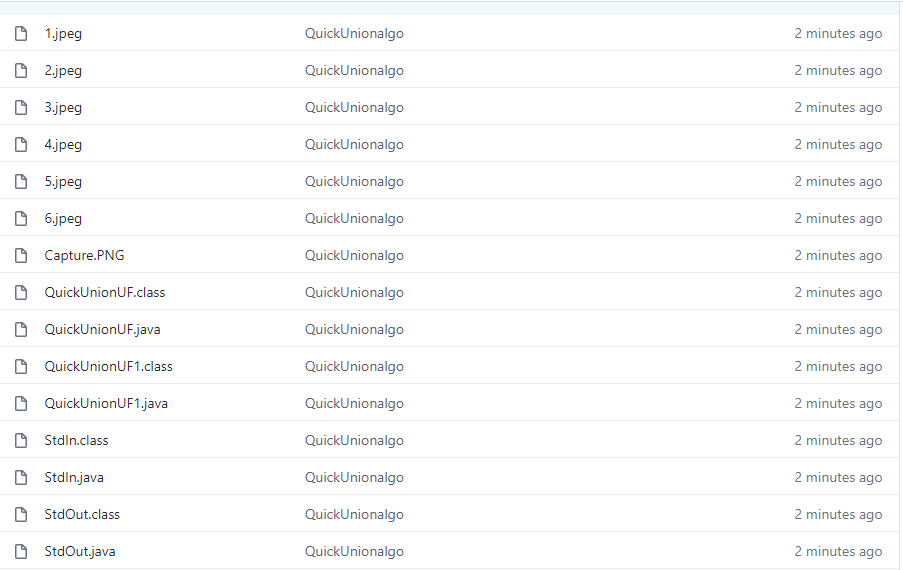 1.jpeg QuickUnionalgo 2 minutes ago
2.jpeg QuickUnionalgo 2 minutes ago
3.jpeg QuickUnionalgo 2 minutes ago
4.jpeg QuickUnionalgo 2 minutes ago
5.jpeg QuickUnionalgo 2 minutes ago
6.jpeg QuickUnionalgo 2 minutes ago
Capture.PNG QuickUnionalgo 2 minutes ago
QuickUnionUF.class QuickUnionalgo 2 minutes ago
QuickUnionUF.java QuickUnionalgo 2 minutes ago
QuickUnionUF1.class QuickUnionalgo 2 minutes ago
QuickUnionUF1.java QuickUnionalgo 2 minutes ago
StdIn.class QuickUnionalgo 2 minutes ago
StdIn.java QuickUnionalgo 2 minutes ago
StdOut.class QuickUnionalgo 2 minutes ago
StdOut.java QuickUnionalgo 2 minutes ago